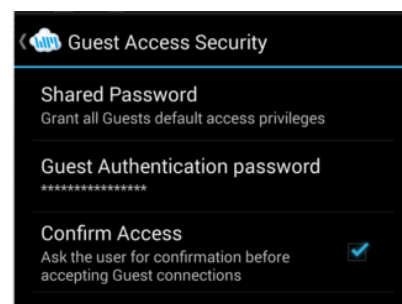 Guest Access Security
Shared Password
Grant all Guests default access privileges
Guest Authentication password
****************
Confirm Access
Ask the user for confirmation before
accepting Guest connections